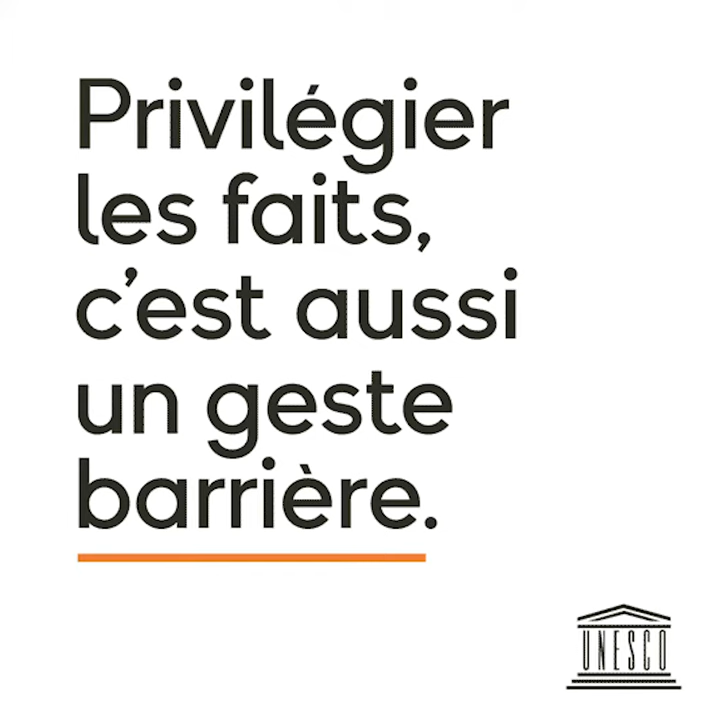 Privilégier
les faits,
c’est aussi
un geste
barrière.
UNESCO